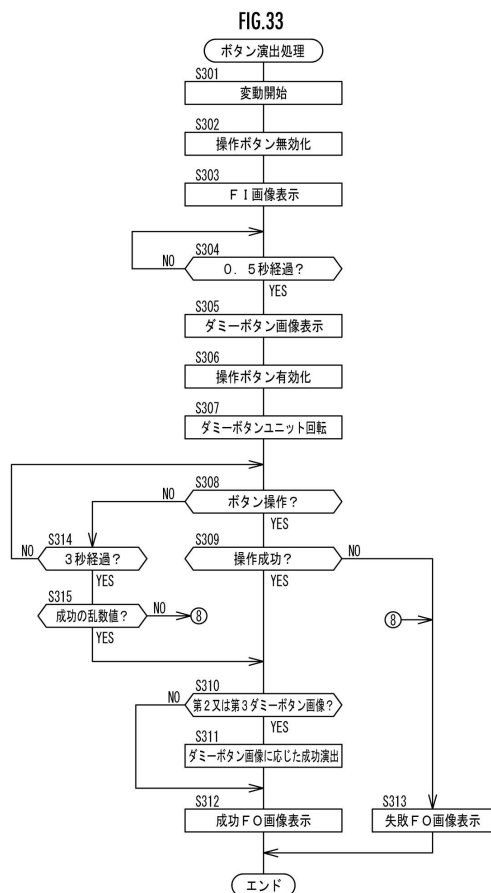 FIG.33
ボタン演出処理
S301
変動開始
S302
操作ボタン無効化
S303
ＦＩ画像表示
S304
NO
０．５秒経過？
YES
S305
ダミーボタン画像表示
S306
操作ボタン有効化
S307
ダミーボタンユニット回転
S308
NO
ボタン操作？
YES
S314
NO
３秒経過？
YES
S309
操作成功？
NO
YES
S315
成功の乱数値？
NO
⑧
YES
⑧
S310
NO
第２又は第３ダミーボタン画像？
YES
S311
ダミーボタン画像に応じた成功演出
S312
成功ＦＯ画像表示
S313
失敗ＦＯ画像表示
エンド